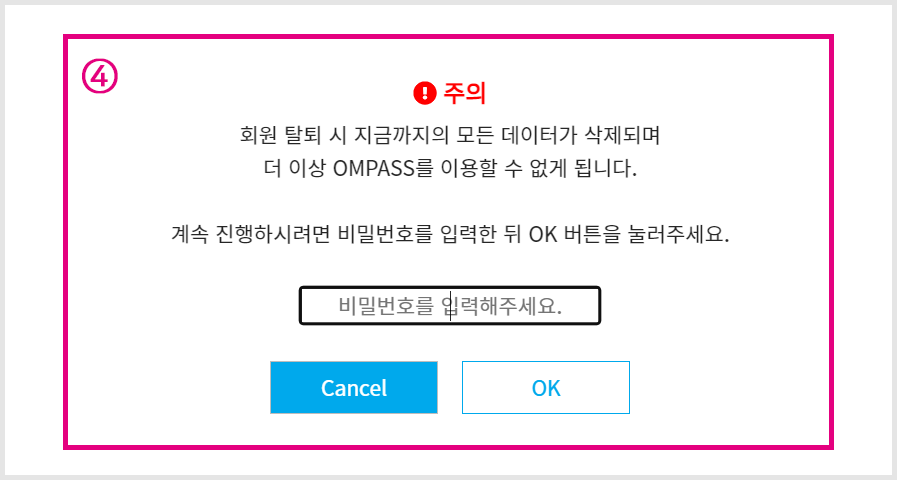 ④
주의
회원 탈퇴 시 지금까지의 모든 데이터가 삭제되며
더 이상 OMPASS를 이용할 수 없게 됩니다.
계속 진행하시려면 비밀번호를 입력한 뒤 OK 버튼을 눌러주세요.
비밀번호를 입력해주세요.
Cancel
OK